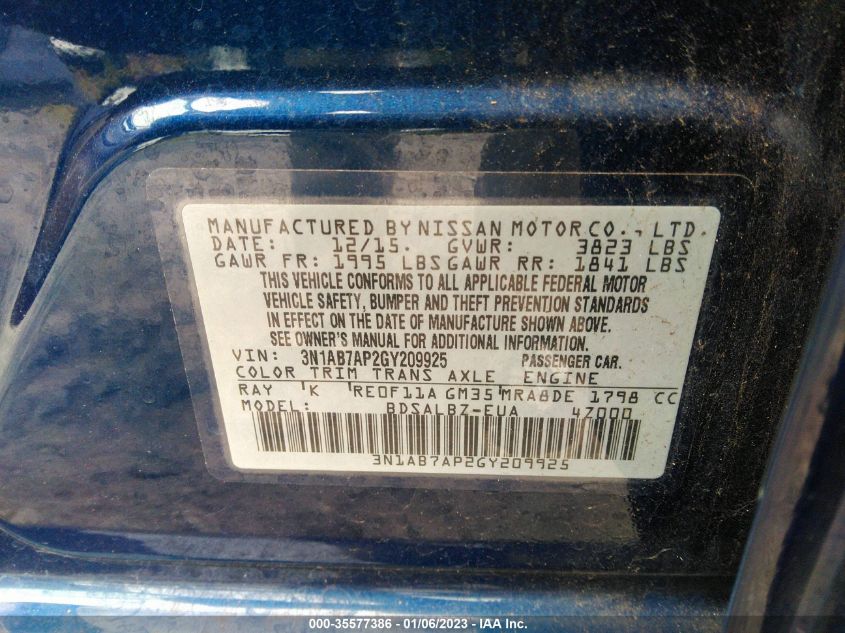 MANUFACTURED BY NISSAN MOTOR CO., LTD.
DATE: 12/15. GVWR: 3823 LBS
GAWR FR: 1995 LBS GAWR RR: 1841 LBS
THIS VEHICLE CONFORMS TO ALL APPLICABLE FEDERAL MOTOR
VEHICLE SAFETY, BUMPER AND THEFT PREVENTION STANDARDS
IN EFFECT ON THE DATE OF MANUFACTURE SHOWN ABOVE.
SEE OWNER'S MANUAL FOR ADDITIONAL INFORMATION.
VIN: 3N1AB7AP2GY209925 PASSENGER CAR.
COLOR TRIM TRANS AXLE ENGINE
RAY K RE0F11A GM35 MRA8DE 1798 CC
MODEL: BDSALBZ-EUA 47000
3N1AB7AP2GY209925
000-35577386 - 01/06/2023 - IAA Inc.